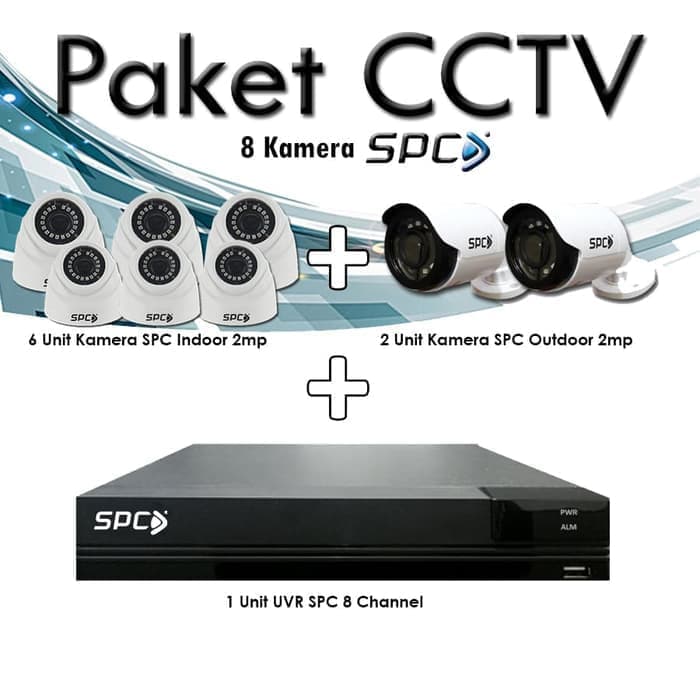 Paket CCTV
8 Kamera SPC
SPC
SPC
SPC
SPC
SPC
SPC
6 Unit Kamera SPC Indoor 2mp
2 Unit Kamera SPC Outdoor 2mp
SPC
PWR
ALM
1 Unit UVR SPC 8 Channel